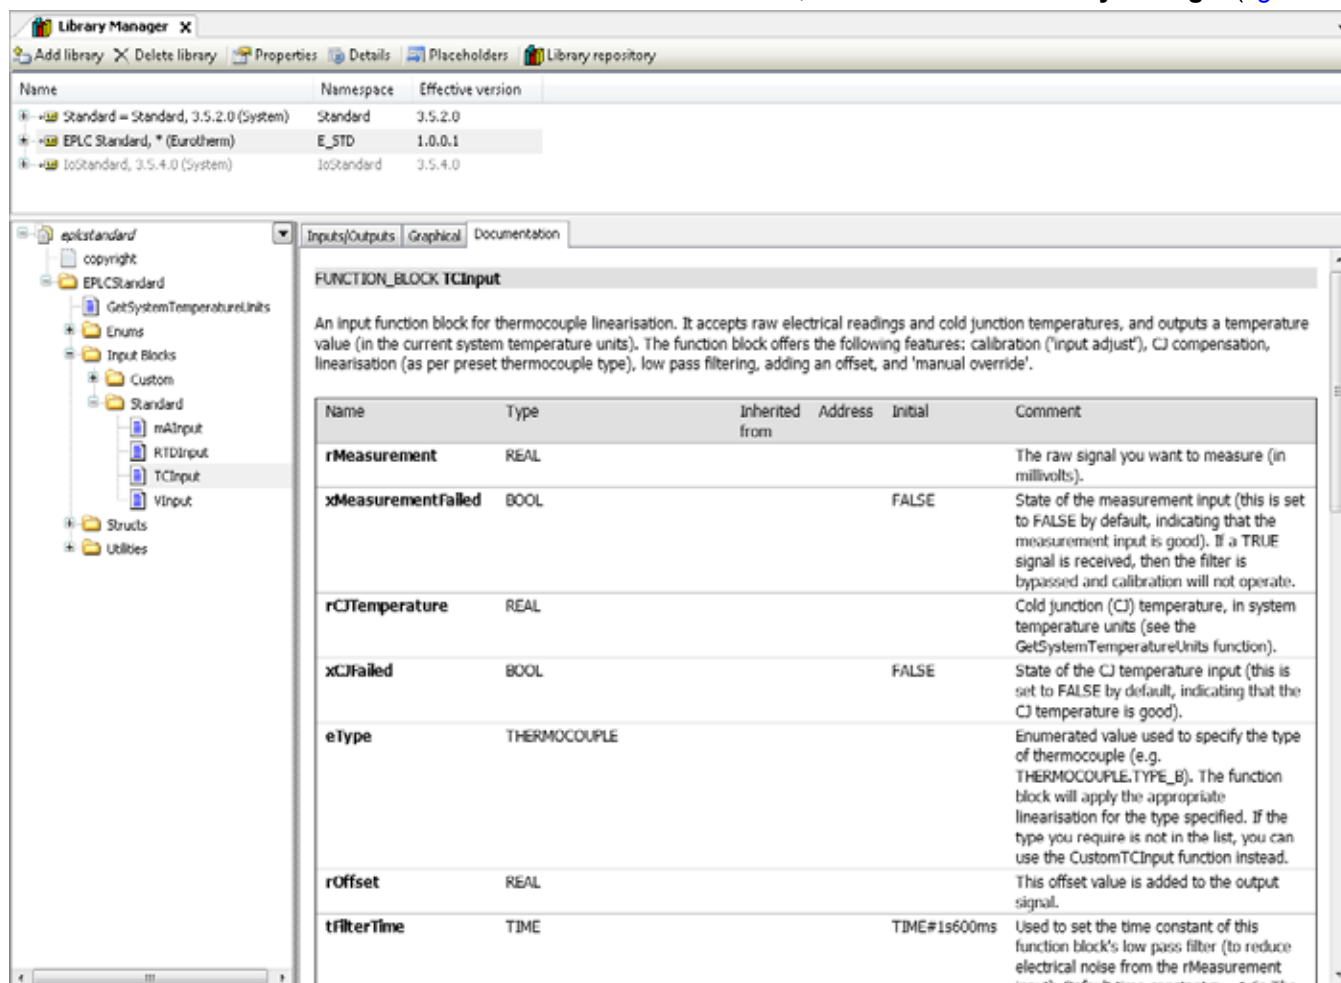 Library Manager X
Add library Delete library Properties Details Placeholders Library repository
Name Namespace Effective version
Standard = Standard, 3.5.2.0 (System) Standard 3.5.2.0
EPLC Standard, * (Eurotherm) E_STD 1.0.0.1
IoStandard, 3.5.4.0 (System) IoStandard 3.5.4.0
eplcstandard
copyright
EPLCStandard
GetSystemTemperatureUnits
Enums
Input Blocks
Custom
Standard
mAInput
RTDInput
TCInput
VInput
Structs
Utilities
Inputs/Outputs Graphical Documentation
FUNCTION_BLOCK TCInput
An input function block for thermocouple linearisation. It accepts raw electrical readings and cold junction temperatures, and outputs a temperature
value (in the current system temperature units). The function block offers the following features: calibration ('input adjust'), CJ compensation,
linearisation (as per preset thermocouple type), low pass filtering, adding an offset, and 'manual override'.
Name Type Inherited Address Initial Comment
from
rMeasurement REAL The raw signal you want to measure (in
millivolts).
xMeasurementFailed BOOL FALSE State of the measurement input (this is set
to FALSE by default, indicating that the
measurement input is good). If a TRUE
signal is received, then the filter is
bypassed and calibration will not operate.
rCJTemperature REAL Cold junction (CJ) temperature, in system
temperature units (see the
GetSystemTemperatureUnits function).
xCJFailed BOOL FALSE State of the CJ temperature input (this is
set to FALSE by default, indicating that the
CJ temperature is good).
eType THERMOCOUPLE Enumerated value used to specify the type
of thermocouple (e.g.
THERMOCOUPLE.TYPE_B). The function
block will apply the appropriate
linearisation for the type specified. If the
type you require is not in the list, you can
use the CustomTCInput function instead.
rOffset REAL This offset value is added to the output
signal.
tFilterTime TIME TIME#1s600ms Used to set the time constant of this
function block's low pass filter (to reduce
electrical noise from the rMeasurement